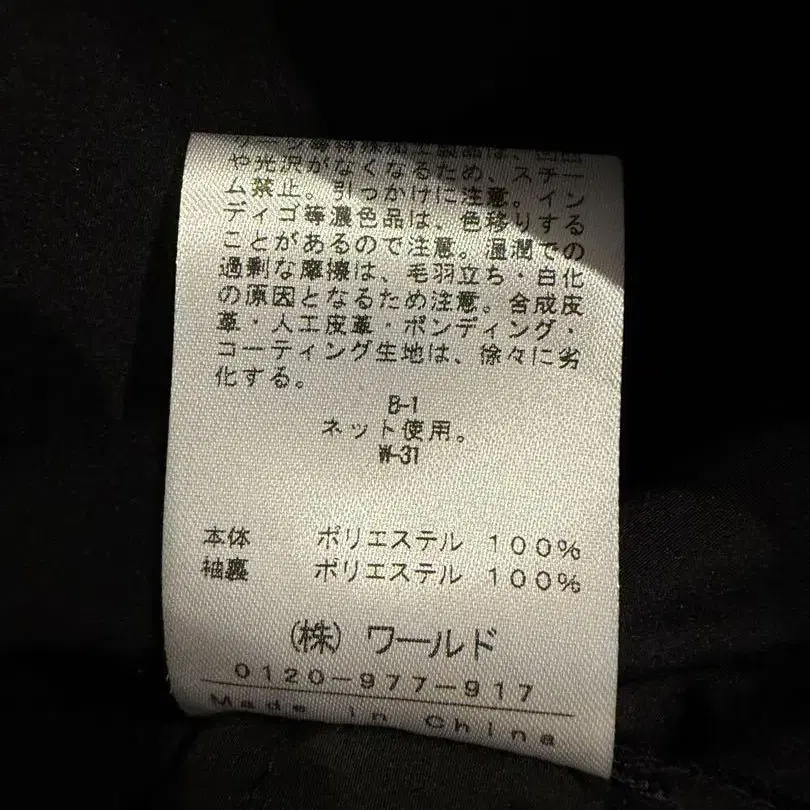 や光沢がなくなるため、スチー
ム禁止。引っかけに注意。イン
ディゴ等濃色品は、色移りする
ことがあるので注意。湿潤での
過剰な摩擦は、毛羽立ち・白化
の原因となるため注意。合成皮
革・人工皮革・ボンディング・
コーティング生地は、徐々に劣
化する。
B-1
ネット使用。
W-31
本体 ポリエステル 100%
袖裏 ポリエステル 100%
(株) ワールド
0120-977-917
Made in China